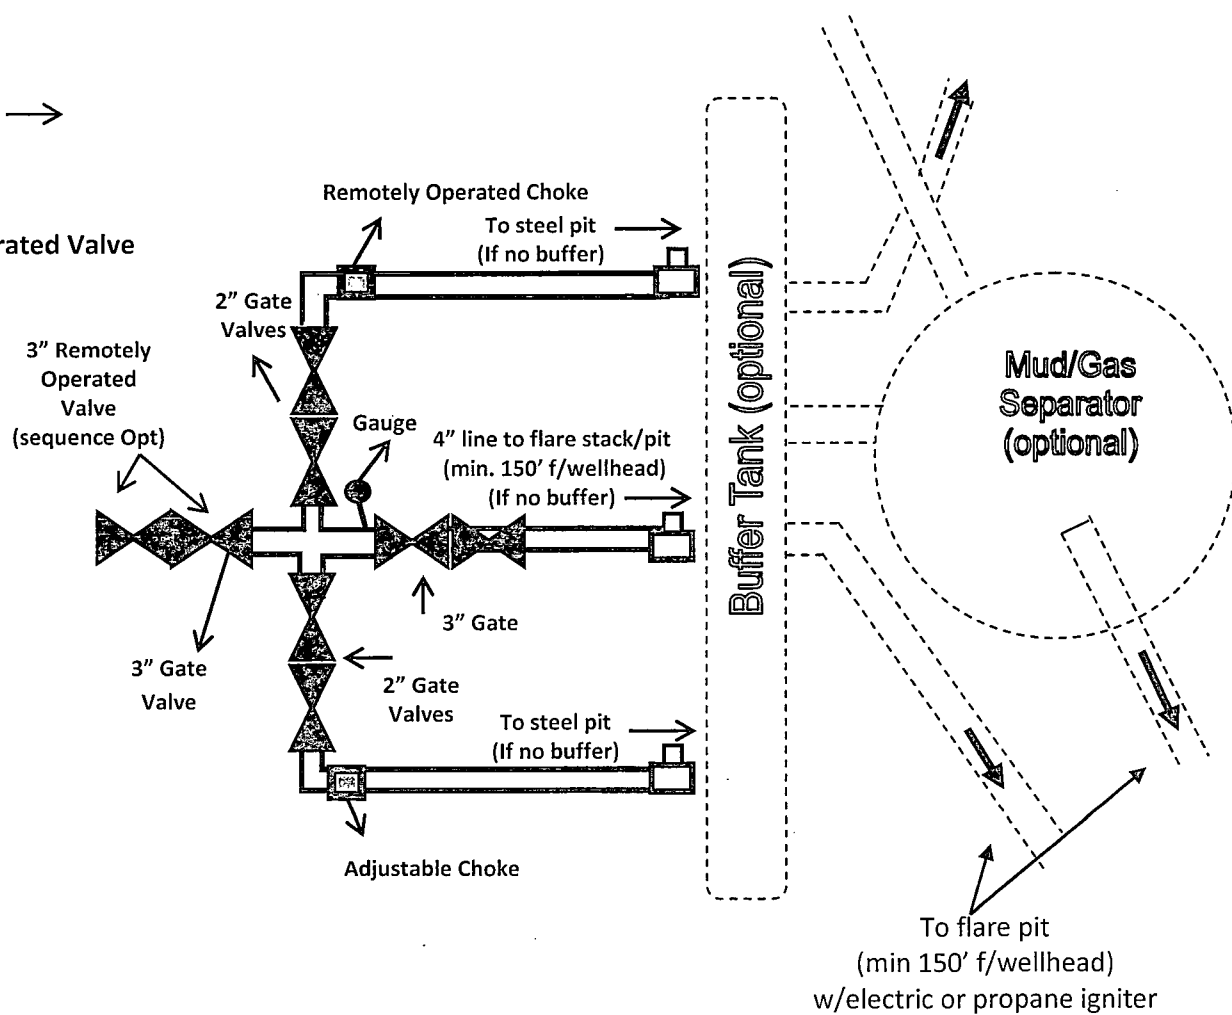 Remotely Operated Choke
To steel pit
(If no buffer)
rated Valve
2” Gate
Valves
3” Remotely
Operated
Valve
(sequence Opt)
Gauge
4” line to flare stack/pit
(min. 150’ f/wellhead)
(If no buffer)
Buffer Tank (optional)
Mud/Gas
Separator
(optional)
3” Gate
3” Gate
Valve
2” Gate
Valves
To steel pit
(If no buffer)
Adjustable Choke
To flare pit
(min 150’ f/wellhead)
w/electric or propane igniter